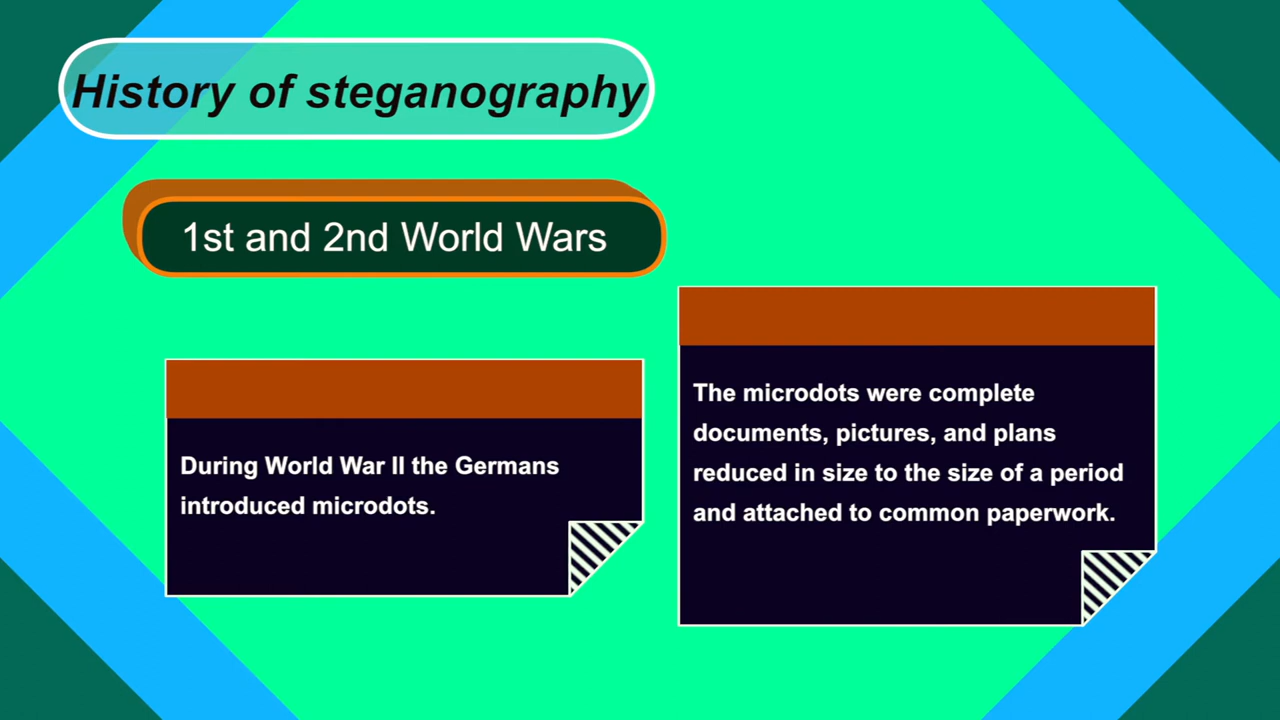 History of steganography
1st and 2nd World Wars
During World War II the Germans
introduced microdots.
The microdots were complete
documents, pictures, and plans
reduced in size to the size of a period
and attached to common paperwork.